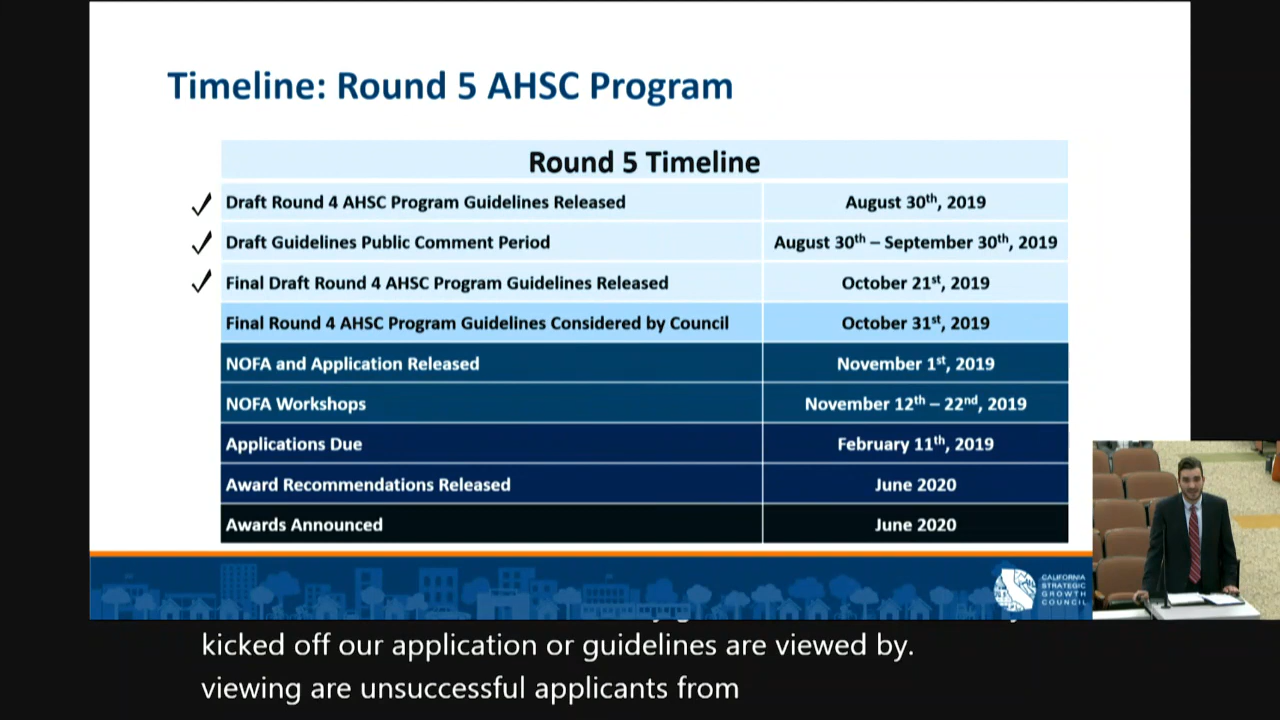 Timeline: Round 5 AHSC Program
Round 5 Timeline
Draft Round 4 AHSC Program Guidelines Released August 30th, 2019
Draft Guidelines Public Comment Period August 30th – September 30th, 2019
Final Draft Round 4 AHSC Program Guidelines Released October 21st, 2019
Final Round 4 AHSC Program Guidelines Considered by Council October 31st, 2019
NOFA and Application Released November 1st, 2019
NOFA Workshops November 12th – 22nd, 2019
Applications Due February 11th, 2019
Award Recommendations Released June 2020
Awards Announced June 2020
CALIFORNIA
STRATEGIC
GROWTH
COUNCIL
kicked off our application or guidelines are viewed by.
viewing are unsuccessful applicants from